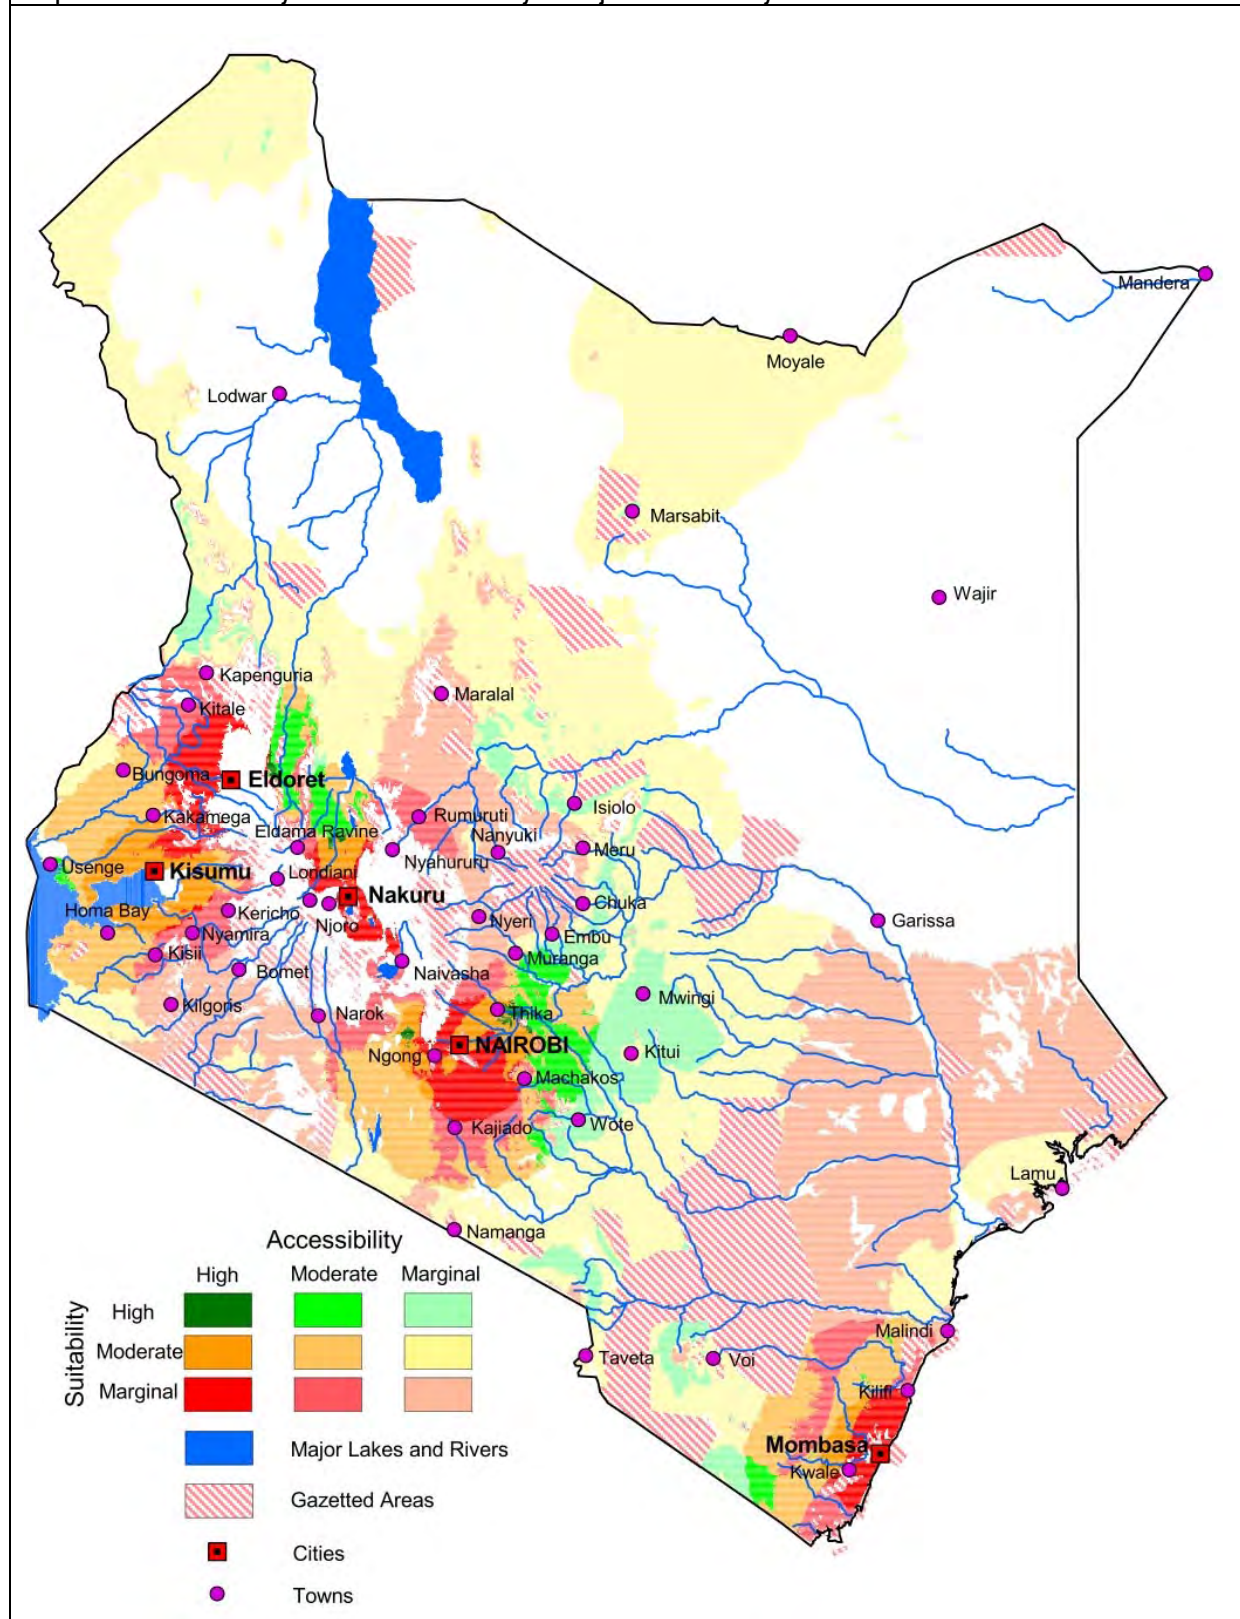 Mandera
Moyale
Lodwar
Marsabit
Wajir
Kapenguria
Maralal
Kitale
Bungoma
Eldoret
Isiolo
Kakamega
Rumuruti
Eldama Ravine
Nanyuki
Meru
Nyahururu
Usenge
Kisumu
Londiani
Nakuru
Chuka
Homa Bay
Kericho
Njoro
Nyeri
Garissa
Nyamira
Embu
Kisii
Muranga
Bomet
Naivasha
Mwingi
Kilgoris
Narok
Thika
Ngong
NAIROBI
Kitui
Machakos
Kajiado
Wote
Lamu
Namanga
Malindi
Taveta
Voi
Kilifi
Mombasa
Kwale
Accessibility
High Moderate Marginal
Suitability
High
Moderate
Marginal
Major Lakes and Rivers
Gazetted Areas
Cities
Towns